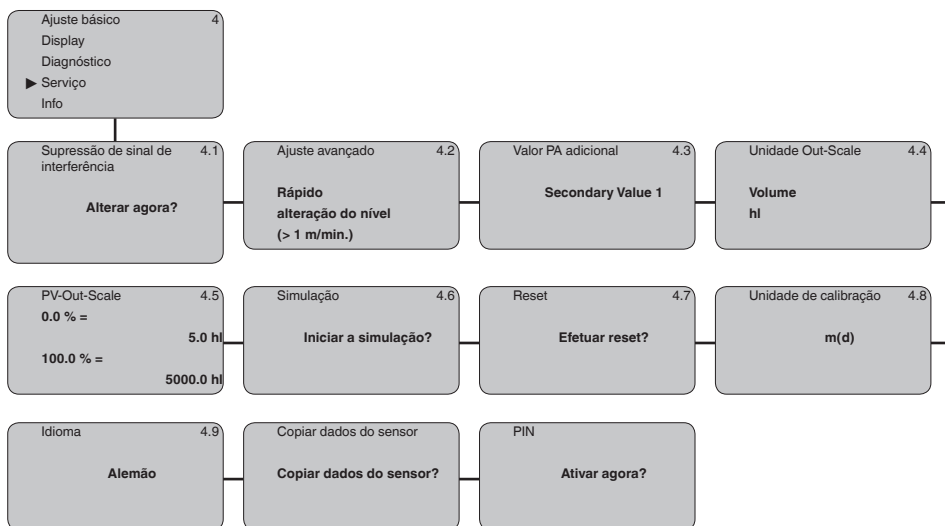 Ajuste básico 4
Display
Diagnóstico
▶ Serviço
Info
Supressão de sinal de 4.1
interferência
Alterar agora?
Ajuste avançado 4.2
Rápido
alteração do nível
(> 1 m/min.)
Valor PA adicional 4.3
Secondary Value 1
Unidade Out-Scale 4.4
Volume
hl
PV-Out-Scale 4.5
0.0 % =
5.0 hl
100.0 % =
5000.0 hl
Simulação 4.6
Iniciar a simulação?
Reset 4.7
Efetuar reset?
Unidade de calibração 4.8
m(d)
Idioma 4.9
Alemão
Copiar dados do sensor
Copiar dados do sensor?
PIN
Ativar agora?